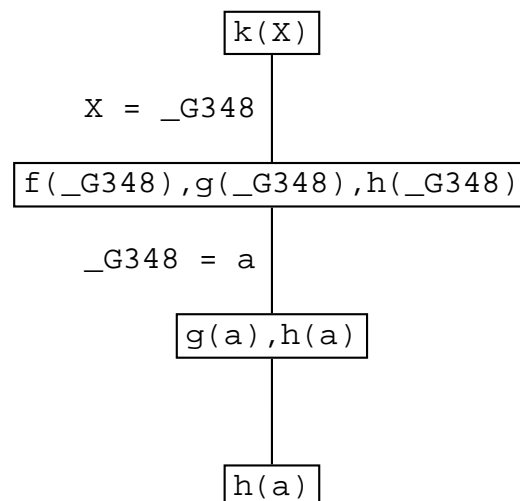 k(X)
X = _G348
f(_G348),g(_G348),h(_G348)
_G348 = a
g(a),h(a)
h(a)